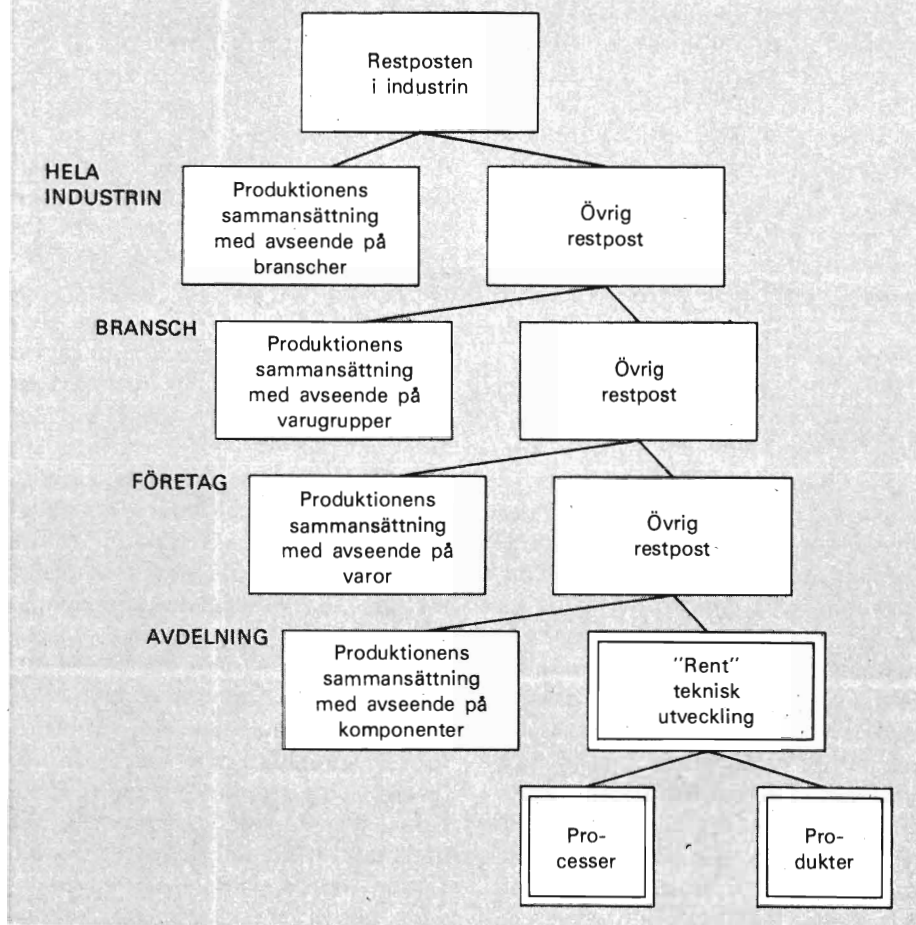 Restposten
i industrin
HELA
INDUSTRIN
Produktionens
sammansättning
med avseende på
branscher
Övrig
restpost
BRANSCH
Produktionens
sammansättning
med avseende på
varugrupper
Övrig
restpost
FÖRETAG
Produktionens
sammansättning
med avseende på
varor
Övrig
restpost
AVDELNING
Produktionens
sammansättning
med avseende på
komponenter
"Rent"
teknisk
utveckling
Pro-
cesser
Pro-
dukter